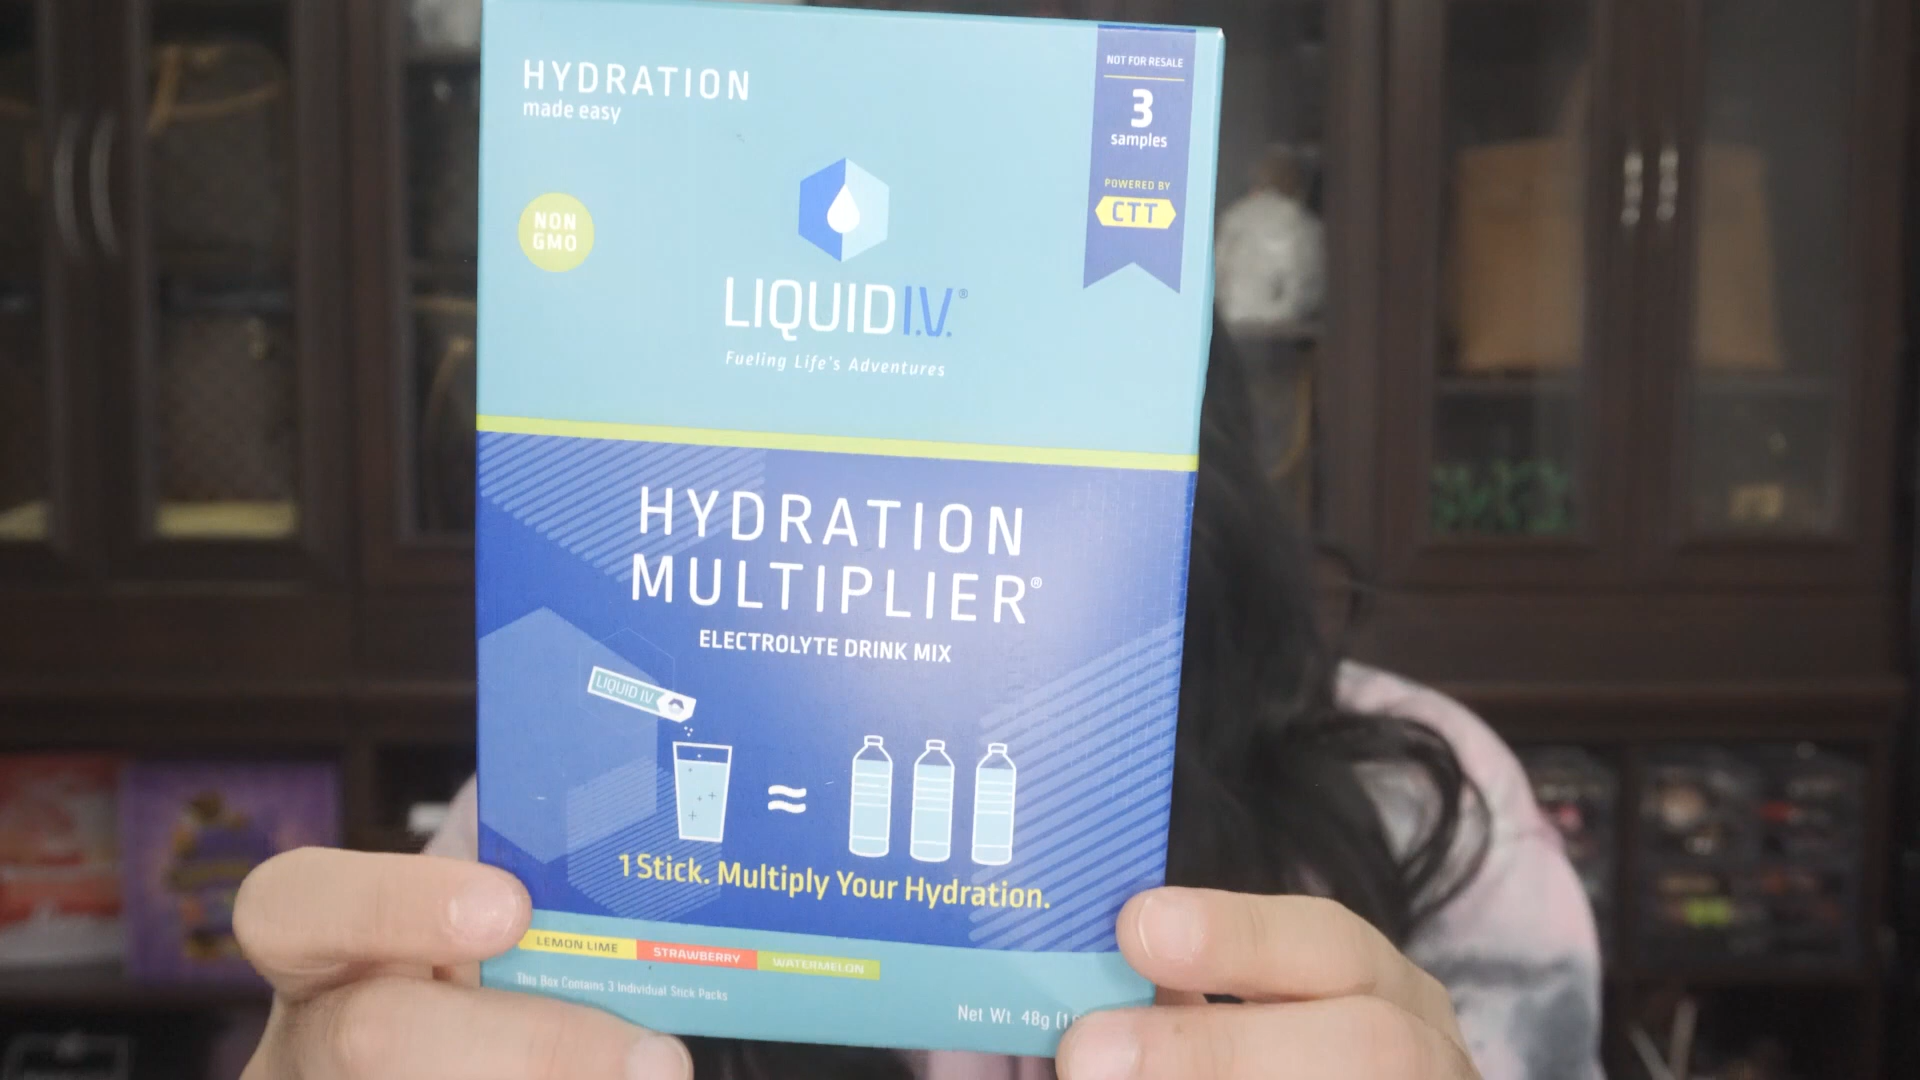 HYDRATION
made easy
NOT FOR RESALE
3
samples
POWERED BY
CTT
NON
GMO
LIQUID I.V.®
Fueling Life's Adventures
HYDRATION
MULTIPLIER®
ELECTROLYTE DRINK MIX
LIQUID I.V.
≈
1 Stick. Multiply Your Hydration.
LEMON LIME STRAWBERRY WATERMELON
This Box Contains 3 Individual Stick Packs
Net Wt. 48g